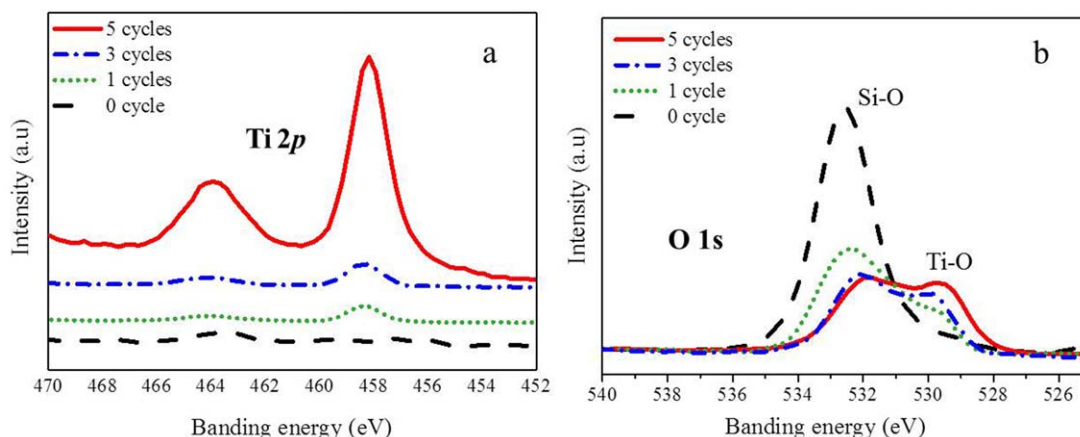 5 cycles
3 cycles
1 cycles
0 cycle
a
Ti 2p
Intensity (a.u)
470 468 466 464 462 460 458 456 454 452
Banding energy (eV)
5 cycles
3 cycles
1 cycle
0 cycle
b
Si-O
O 1s
Ti-O
Intensity (a.u)
540 538 536 534 532 530 528 526
Banding energy (eV)